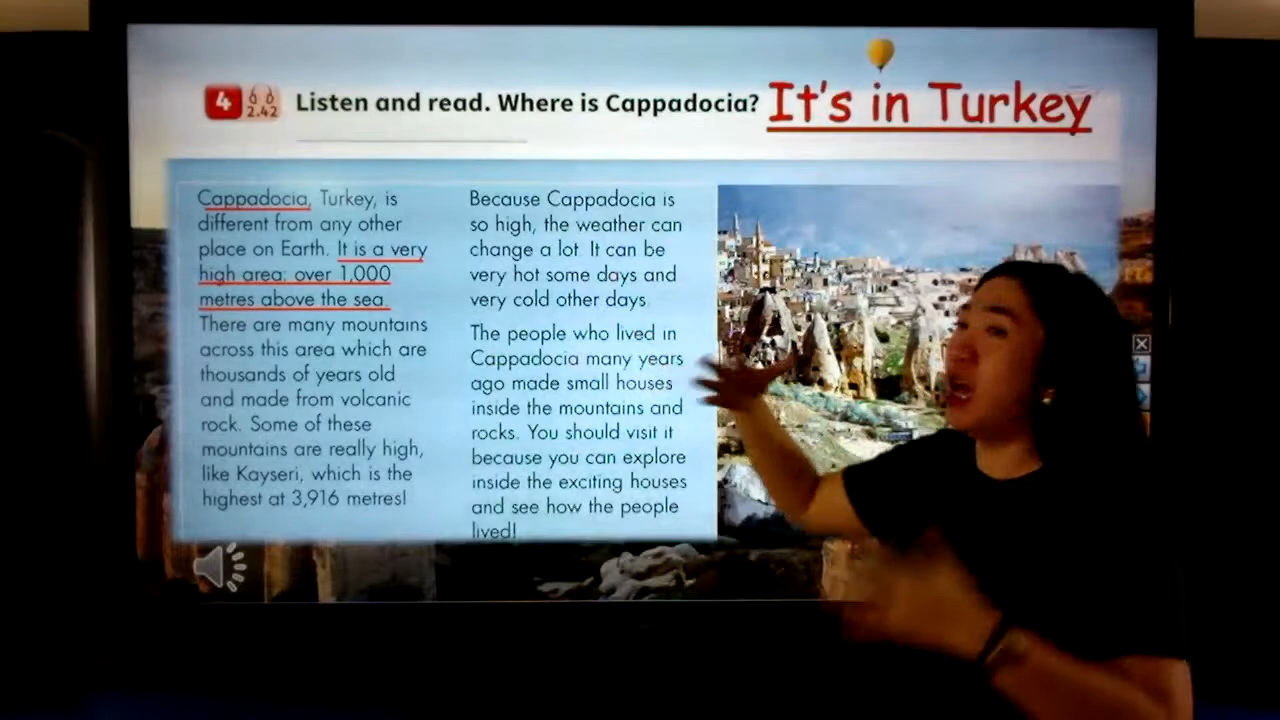 4 2.42 Listen and read. Where is Cappadocia? It's in Turkey
Cappadocia, Turkey, is
different from any other
place on Earth. It is a very
high area: over 1,000
metres above the sea.
There are many mountains
across this area which are
thousands of years old
and made from volcanic
rock. Some of these
mountains are really high,
like Kayseri, which is the
highest at 3,916 metres!
Because Cappadocia is
so high, the weather can
change a lot. It can be
very hot some days and
very cold other days
The people who lived in
Cappadocia many years
ago made small houses
inside the mountains and
rocks. You should visit it
because you can explore
inside the exciting houses
and see how the people
lived!